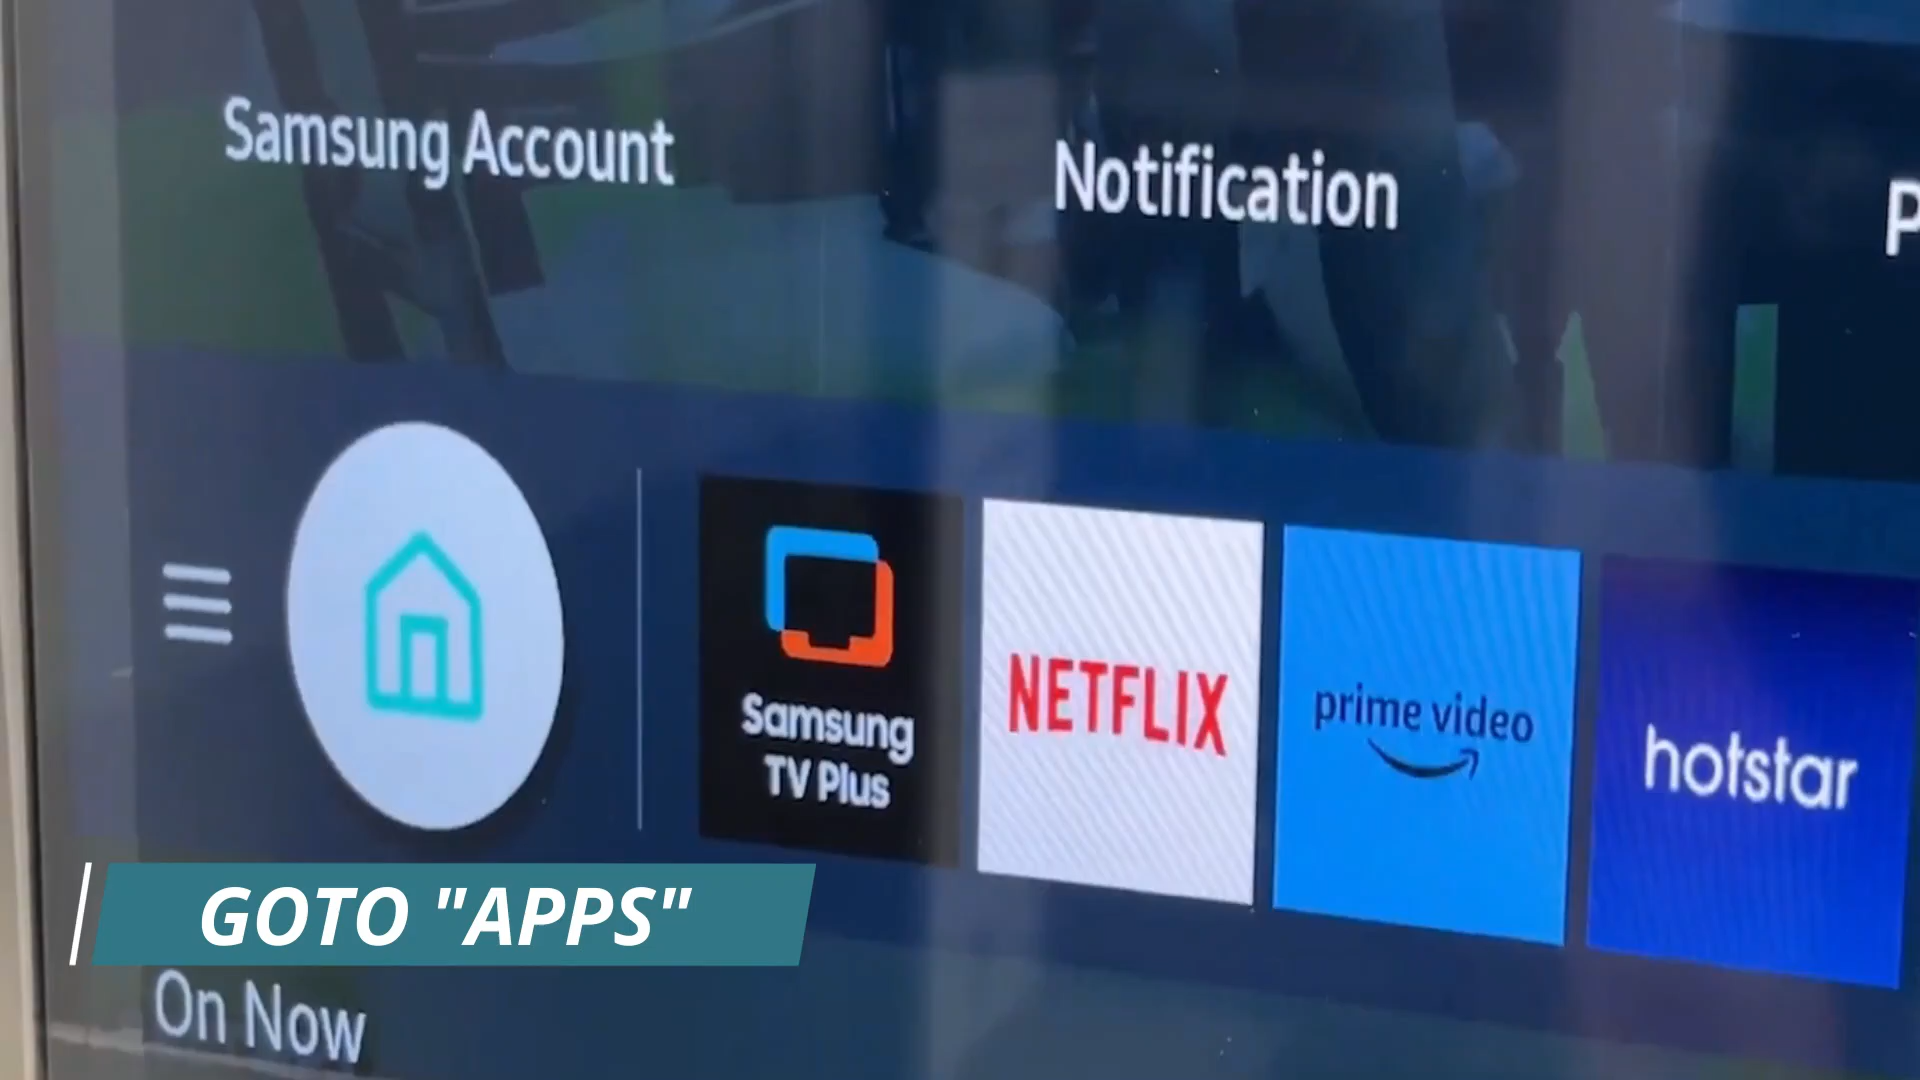 Samsung Account
Notification
P
Samsung
TV Plus
NETFLIX
prime video
hotstar
GOTO "APPS"
On Now